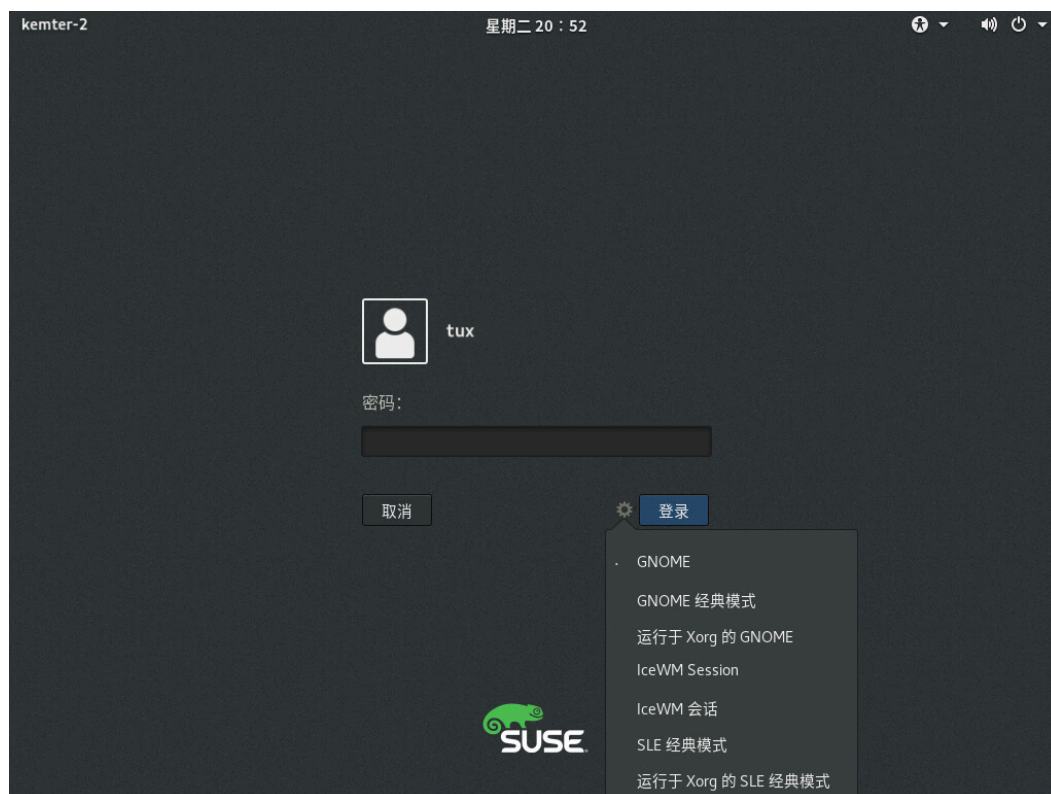 kemter-2
星期二 20：52
tux
密码：
取消
登录
GNOME
GNOME 经典模式
运行于 Xorg 的 GNOME
IceWM Session
IceWM 会话
SLE 经典模式
运行于 Xorg 的 SLE 经典模式
SUSE